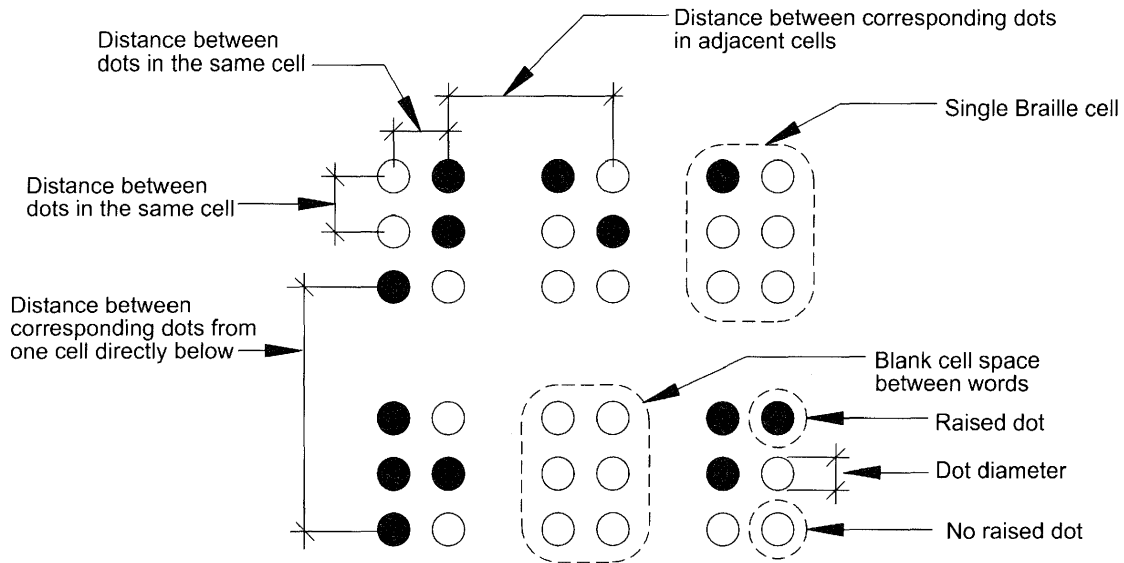 Distance between corresponding dots
in adjacent cells
Distance between
dots in the same cell
Single Braille cell
Distance between
dots in the same cell
Distance between
corresponding dots from
one cell directly below
Blank cell space
between words
Raised dot
Dot diameter
No raised dot